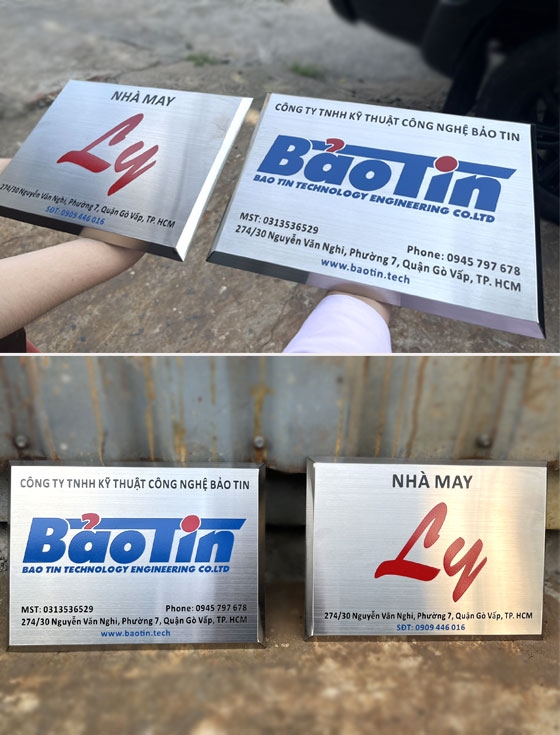 NHÀ MAY
Ly
274/30 Nguyễn Văn Nghi, Phường 7, Quận Gò Vấp, TP. HCM
SĐT: 0909 446 016
CÔNG TY TNHH KỸ THUẬT CÔNG NGHỆ BẢO TIN
BảoTin
BAO TIN TECHNOLOGY ENGINEERING CO.LTD
MST: 0313536529
Phone: 0945 797 678
274/30 Nguyễn Văn Nghi, Phường 7, Quận Gò Vấp, TP. HCM
www.baotin.tech
CÔNG TY TNHH KỸ THUẬT CÔNG NGHỆ BẢO TIN
BảoTin
BAO TIN TECHNOLOGY ENGINEERING CO.LTD
MST: 0313536529
Phone: 0945 797 678
274/30 Nguyễn Văn Nghi, Phường 7, Quận Gò Vấp, TP. HCM
www.baotin.tech
NHÀ MAY
Ly
274/30 Nguyễn Văn Nghi, Phường 7, Quận Gò Vấp, TP. HCM
SĐT: 0909 446 016